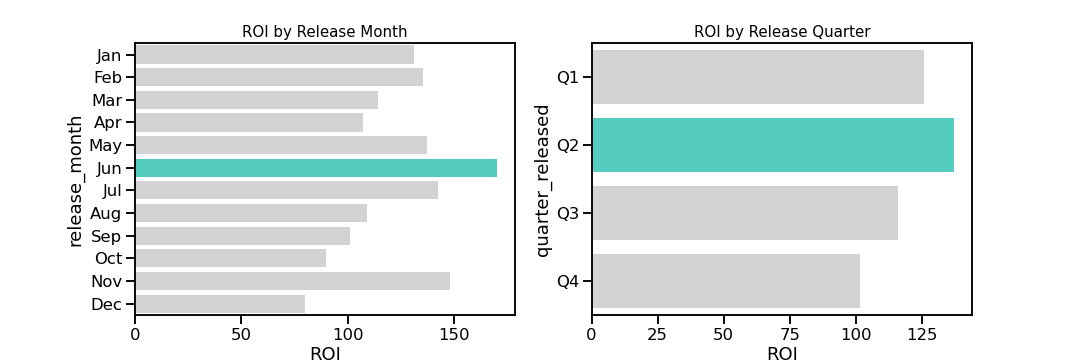 ROI by Release Month
release_month
Jan
Feb
Mar
Apr
May
Jun
Jul
Aug
Sep
Oct
Nov
Dec
0 50 100 150
ROI
ROI by Release Quarter
quarter_released
Q1
Q2
Q3
Q4
0 25 50 75 100 125
ROI